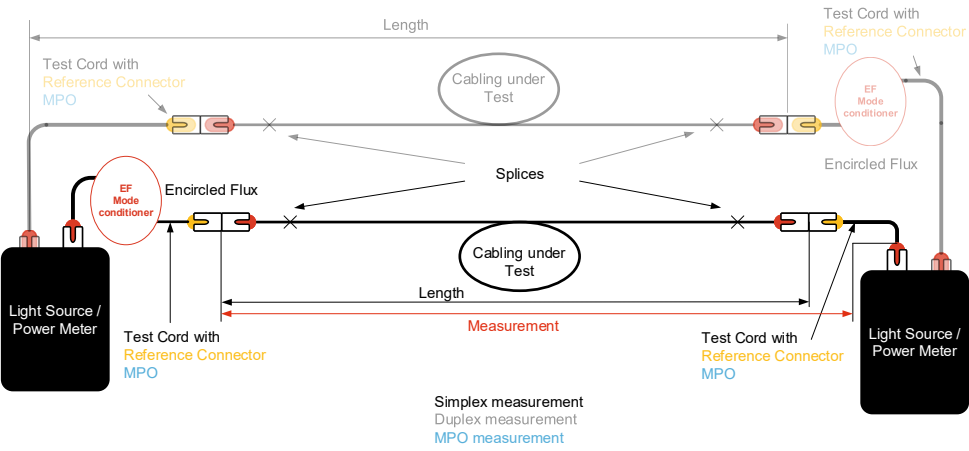 Length
Test Cord with
Reference Connector
MPO
Test Cord with
Reference Connector
MPO
Cabling under
Test
EF
Mode
conditioner
Encircled Flux
Splices
EF
Mode
conditioner
Encircled Flux
Cabling under
Test
Length
Measurement
Light Source /
Power Meter
Light Source /
Power Meter
Test Cord with
Reference Connector
MPO
Test Cord with
Reference Connector
MPO
Simplex measurement
Duplex measurement
MPO measurement